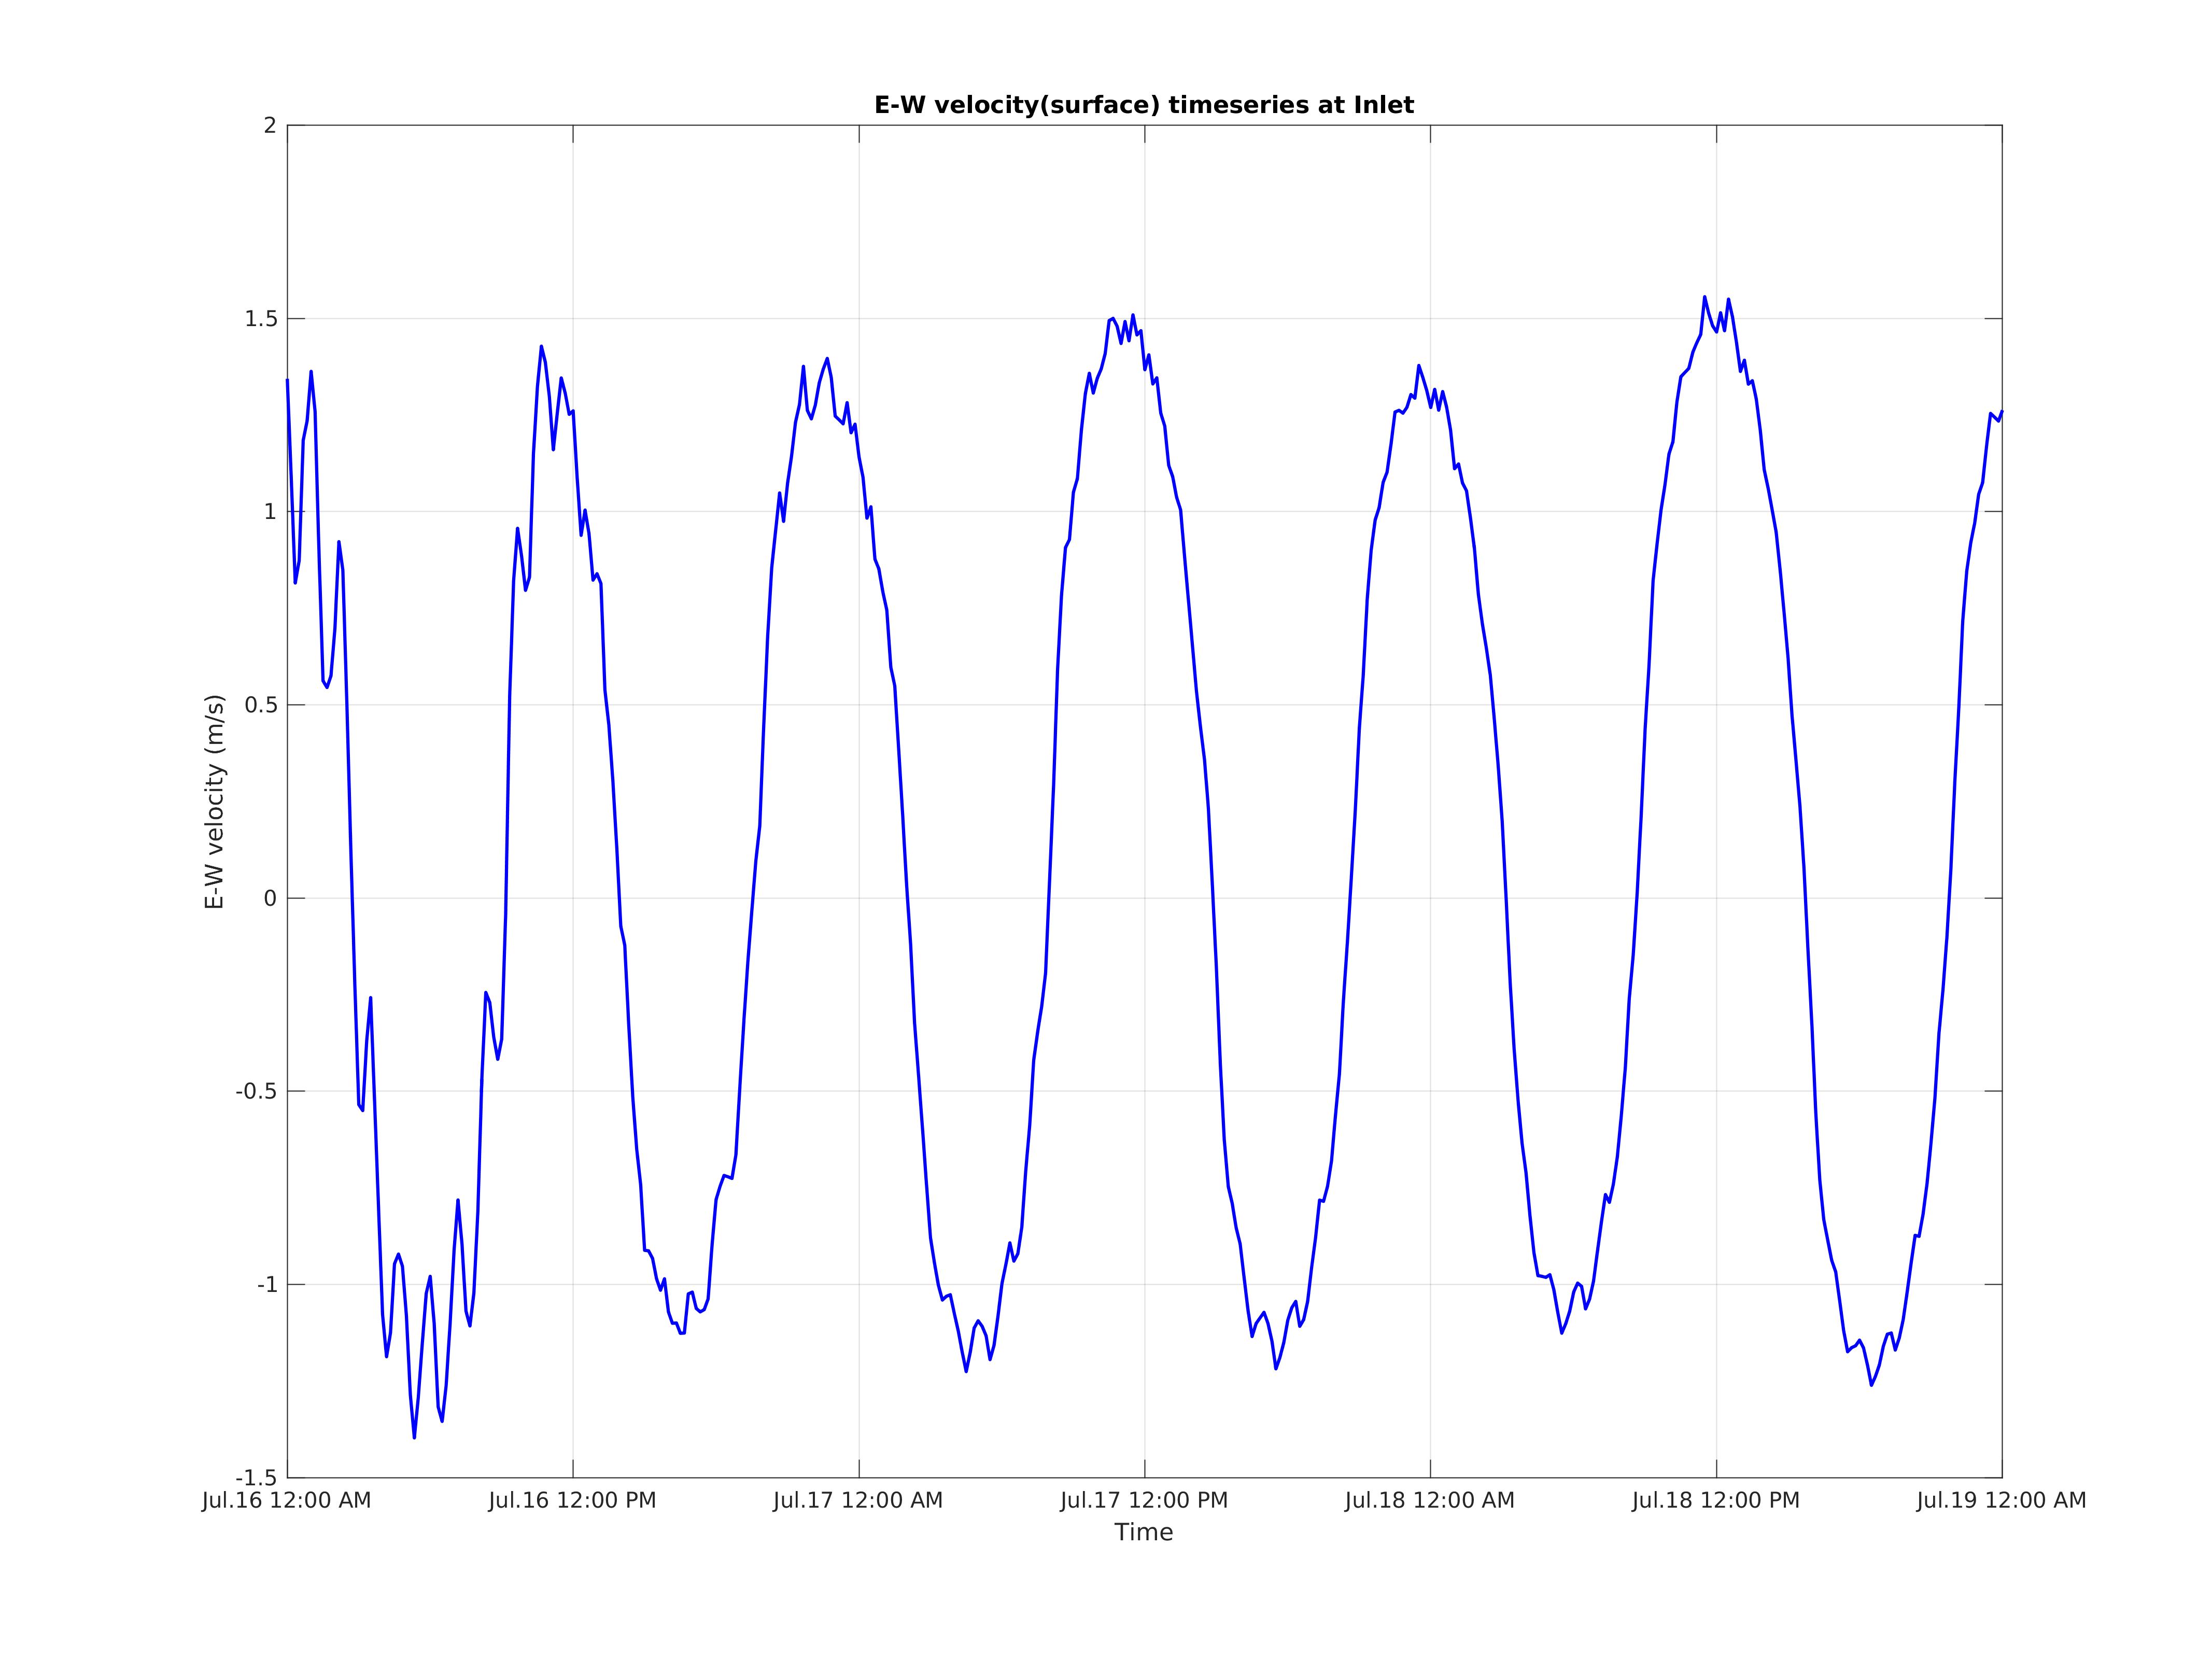 E-W velocity(surface) timeseries at Inlet
2
1.5
1
0.5
0
-0.5
-1
-1.5
E-W velocity (m/s)
Jul.16 12:00 AM Jul.16 12:00 PM Jul.17 12:00 AM Jul.17 12:00 PM Jul.18 12:00 AM Jul.18 12:00 PM Jul.19 12:00 AM
Time